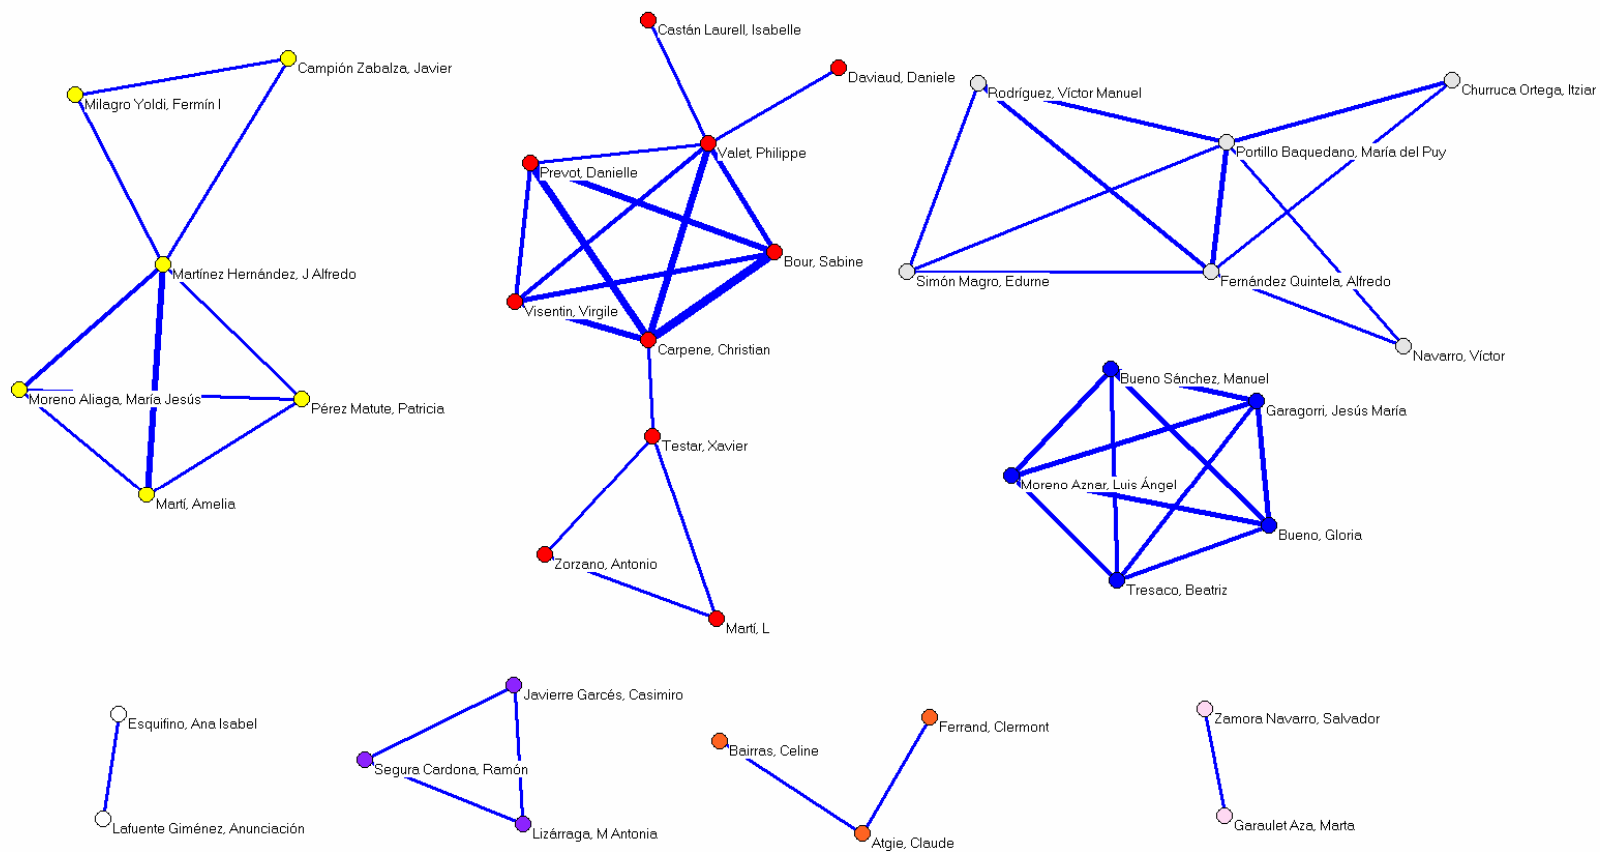 Castán Laurell, Isabelle
Campión Zabalza, Javier
Daviaud, Daniele
Milagro Yoldi, Fermín I
Rodríguez, Víctor Manuel
Churruca Ortega, Itziar
Valet, Philippe
Portillo Baquedano, María del Puy
Prevot, Danielle
Bour, Sabine
Martínez Hernández, J Alfredo
Simón Magro, Edurne
Fernández Quintela, Alfredo
Visentin, Virgile
Carpene, Christian
Navarro, Víctor
Bueno Sánchez, Manuel
Moreno Aliaga, María Jesús
Pérez Matute, Patricia
Garagorri, Jesús María
Testar, Xavier
Moreno Aznar, Luis Ángel
Martí, Amelia
Bueno, Gloria
Zorzano, Antonio
Tresaco, Beatriz
Martí, L
Javierre Garcés, Casimiro
Esquifino, Ana Isabel
Zamora Navarro, Salvador
Ferrand, Clermont
Bairras, Celine
Segura Cardona, Ramón
Lafuente Giménez, Anunciación
Lizárraga, M Antonia
Atgie, Claude
Garaulet Aza, Marta